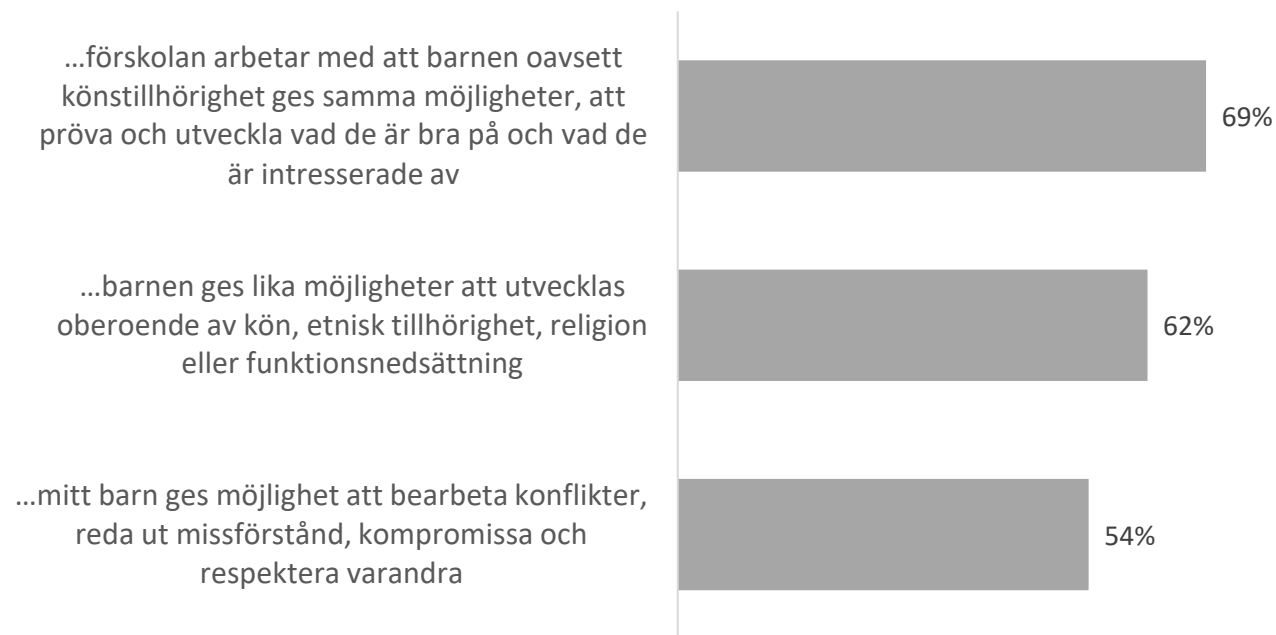 …förskolan arbetar med att barnen oavsett
könstillhörighet ges samma möjligheter, att
pröva och utveckla vad de är bra på och vad de
är intresserade av
69%
…barnen ges lika möjligheter att utvecklas
oberoende av kön, etnisk tillhörighet, religion
eller funktionsnedsättning
62%
…mitt barn ges möjlighet att bearbeta konflikter,
reda ut missförstånd, kompromissa och
respektera varandra
54%